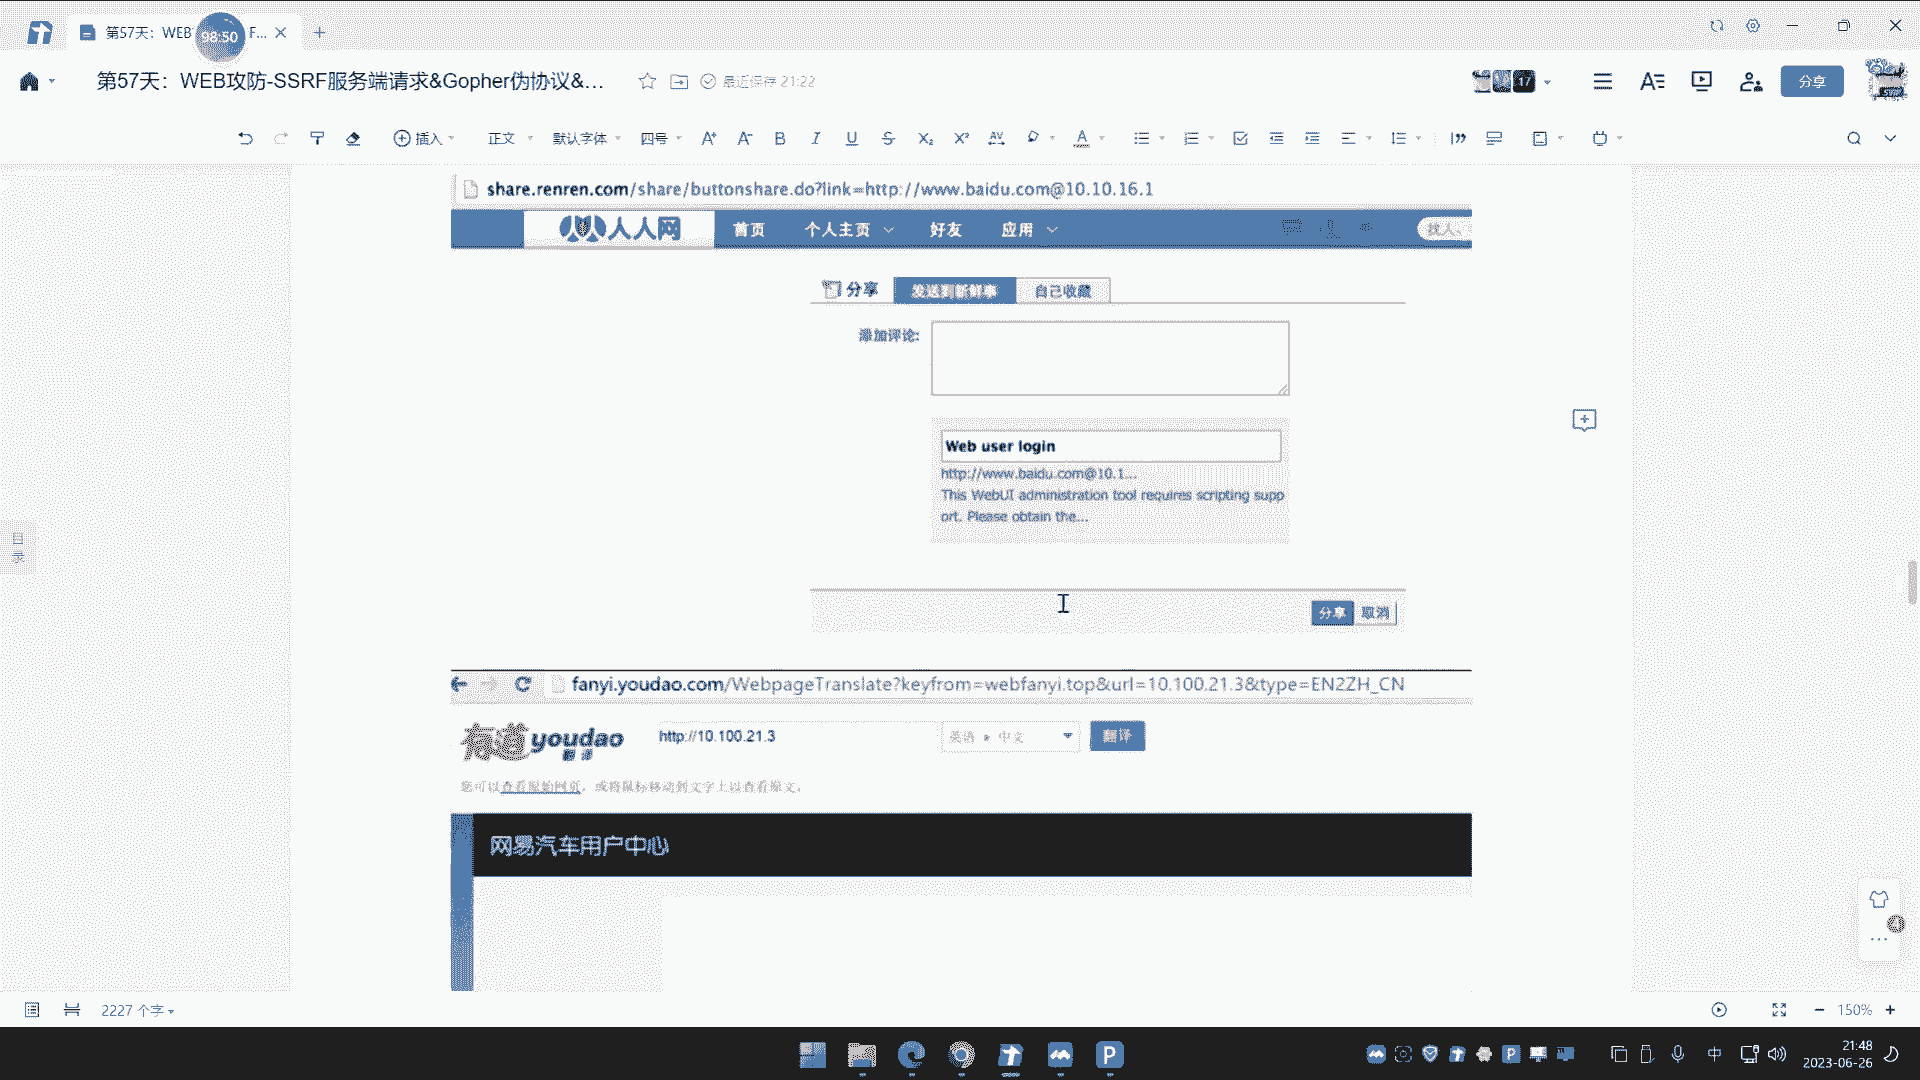 第57天：WEB
98:50
F...
第57天：WEB攻防-SSRF服务端请求&Gopher伪协议&...
最近保存 21:22
17
分享
插入
正文
默认字体
四号
share.renren.com/share/buttonshare.do?link=http://www.baidu.com@10.10.16.1
人人网
首页
个人主页
好友
应用
找人、
分享
发送到新鲜事
自己收藏
添加评论:
Web user login
http://www.baidu.com@10.1...
This WebUI administration tool requires scripting supp
ort. Please obtain the...
目录
分享
取消
fanyi.youdao.com/WebpageTranslate?keyfrom=webfanyi.top&url=10.100.21.3&type=EN2ZH_CN
有道 youdao
翻译
http://10.100.21.3
英语 » 中文
翻译
您可以查看原始网页，或将鼠标移动到文字上以查看原文。
网易汽车用户中心
2227 个字
150%
中
21:48
2023-06-26